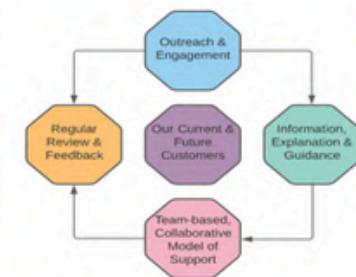 Outreach &
Engagement
Regular
Review &
Feedback
Our Current &
Future
Customers
Information,
Explanation &
Guidance
Team-based,
Collaborative
Model of
Support